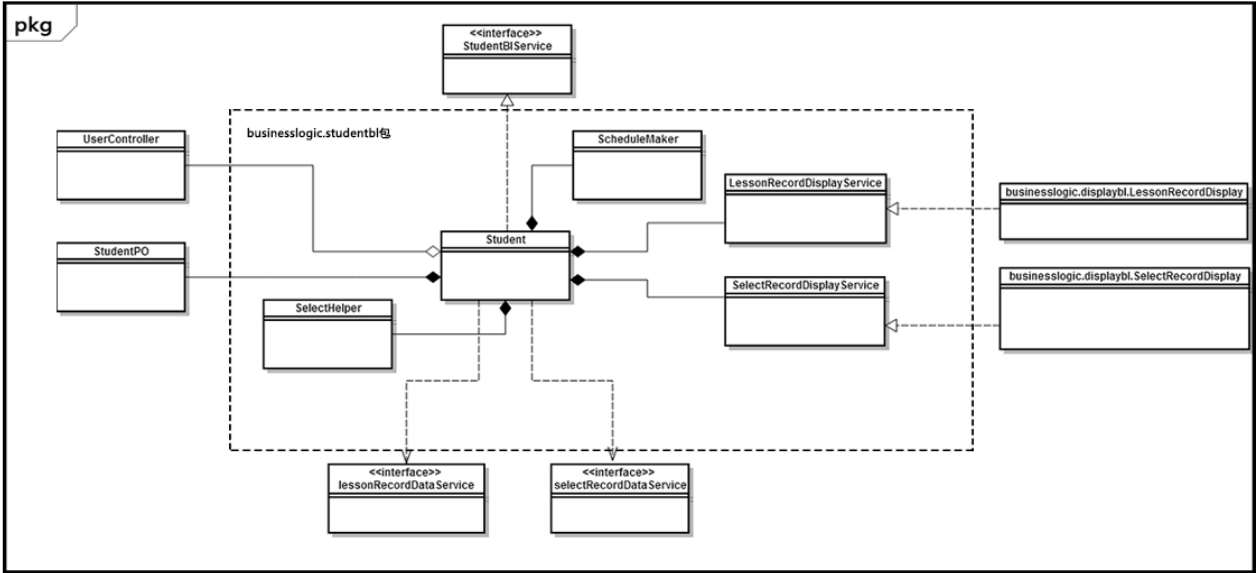 pkg
<<interface>>
StudentBlService
businesslogic.studentbl包
UserController
ScheduleMaker
LessonRecordDisplayService
businesslogic.displaybl.LessonRecordDisplay
Student
StudentPO
SelectRecordDisplayService
businesslogic.displaybl.SelectRecordDisplay
SelectHelper
<<interface>>
lessonRecordDataService
<<interface>>
selectRecordDataService